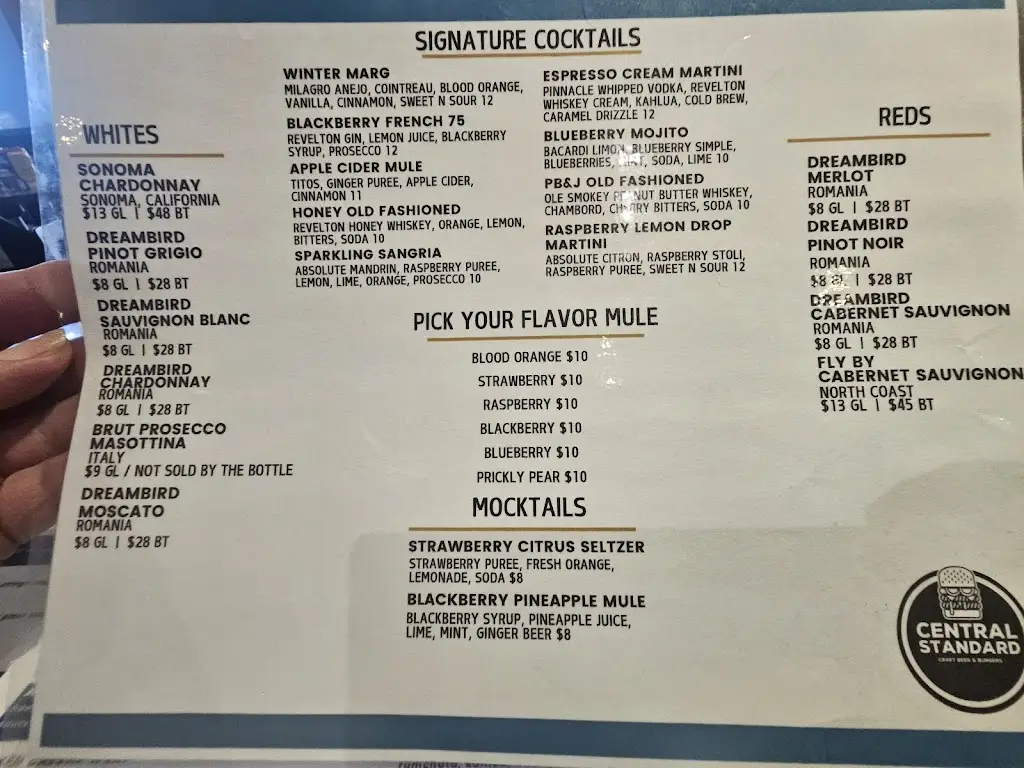 SIGNATURE COCKTAILS
WINTER MARG
MILAGRO ANEJO, COINTREAU, BLOOD ORANGE,
VANILLA, CINNAMON, SWEET N SOUR 12
BLACKBERRY FRENCH 75
REVELTON GIN, LEMON JUICE, BLACKBERRY
SYRUP, PROSECCO 12
APPLE CIDER MULE
TITOS, GINGER PUREE, APPLE CIDER,
CINNAMON 11
HONEY OLD FASHIONED
REVELTON HONEY WHISKEY, ORANGE, LEMON,
BITTERS, SODA 10
SPARKLING SANGRIA
ABSOLUTE MANDRIN, RASPBERRY PUREE,
LEMON, LIME, ORANGE, PROSECCO 10
ESPRESSO CREAM MARTINI
PINNACLE WHIPPED VODKA, REVELTON
WHISKEY CREAM, KAHLUA, COLD BREW,
CARAMEL DRIZZLE 12
BLUEBERRY MOJITO
BACARDI LIMON, BLUEBERRY SIMPLE,
BLUEBERRIES, MINT, SODA, LIME 10
PB&J OLD FASHIONED
OLE SMOKEY PEANUT BUTTER WHISKEY,
CHAMBORD, CHERRY BITTERS, SODA 10
RASPBERRY LEMON DROP
MARTINI
ABSOLUTE CITRON, RASPBERRY STOLI,
RASPBERRY PUREE, SWEET N SOUR 12
WHITES
SONOMA
CHARDONNAY
SONOMA, CALIFORNIA
$13 GL | $48 BT
DREAMBIRD
PINOT GRIGIO
ROMANIA
$8 GL | $28 BT
DREAMBIRD
SAUVIGNON BLANC
ROMANIA
$8 GL | $28 BT
DREAMBIRD
CHARDONNAY
ROMANIA
$8 GL | $28 BT
BRUT PROSECCO
MASOTTINA
ITALY
$9 GL / NOT SOLD BY THE BOTTLE
DREAMBIRD
MOSCATO
ROMANIA
$8 GL | $28 BT
PICK YOUR FLAVOR MULE
BLOOD ORANGE $10
STRAWBERRY $10
RASPBERRY $10
BLACKBERRY $10
BLUEBERRY $10
PRICKLY PEAR $10
MOCKTAILS
STRAWBERRY CITRUS SELTZER
STRAWBERRY PUREE, FRESH ORANGE,
LEMONADE, SODA $8
BLACKBERRY PINEAPPLE MULE
BLACKBERRY SYRUP, PINEAPPLE JUICE,
LIME, MINT, GINGER BEER $8
REDS
DREAMBIRD
MERLOT
ROMANIA
$8 GL | $28 BT
DREAMBIRD
PINOT NOIR
ROMANIA
$8 GL | $28 BT
DREAMBIRD
CABERNET SAUVIGNON
ROMANIA
$8 GL | $28 BT
FLY BY
CABERNET SAUVIGNON
NORTH COAST
$13 GL | $45 BT
CENTRAL
STANDARD
CRAFT BEER & BURGERS